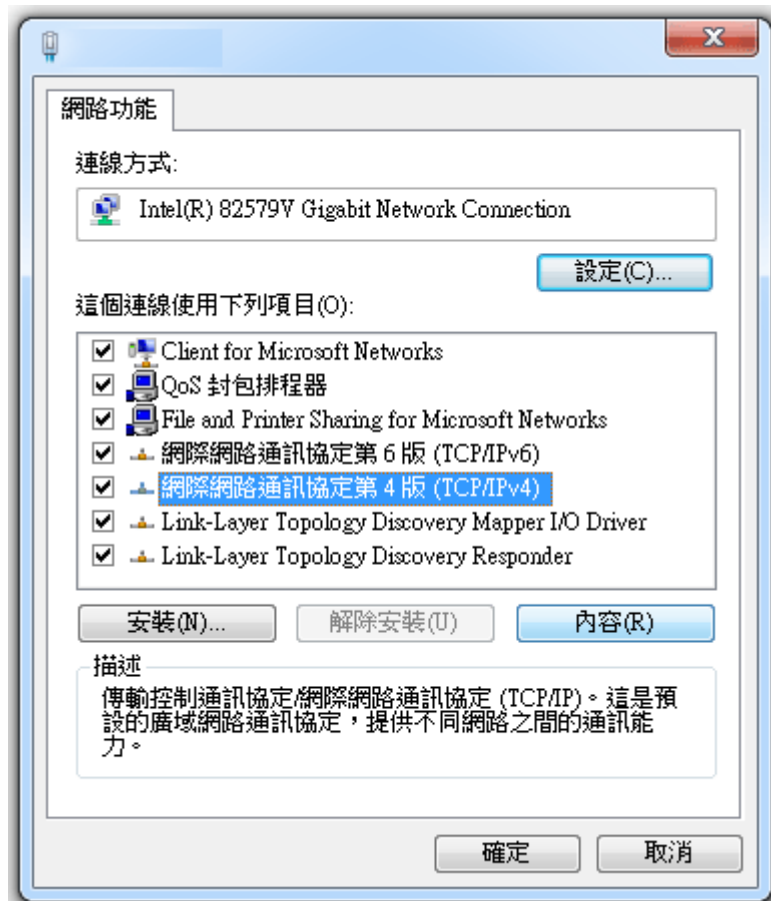 網路功能
連線方式:
Intel(R) 82579V Gigabit Network Connection
設定(C)...
這個連線使用下列項目(O):
Client for Microsoft Networks
QoS 封包排程器
File and Printer Sharing for Microsoft Networks
網際網路通訊協定第 6 版 (TCP/IPv6)
網際網路通訊協定第 4 版 (TCP/IPv4)
Link-Layer Topology Discovery Mapper I/O Driver
Link-Layer Topology Discovery Responder
安裝(N)... 解除安裝(U) 內容(R)
描述
傳輸控制通訊協定/網際網路通訊協定 (TCP/IP)。這是預
設的廣域網路通訊協定，提供不同網路之間的通訊能
力。
確定 取消